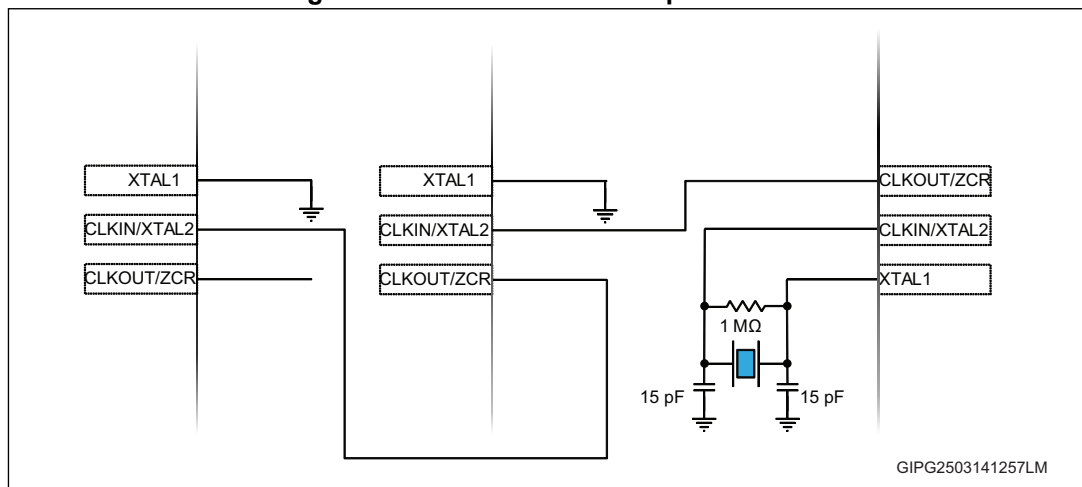 XTAL1
CLKIN/XTAL2
CLKOUT/ZCR
XTAL1
CLKIN/XTAL2
CLKOUT/ZCR
CLKOUT/ZCR
CLKIN/XTAL2
XTAL1
1 MΩ
15 pF
15 pF
GIPG2503141257LM